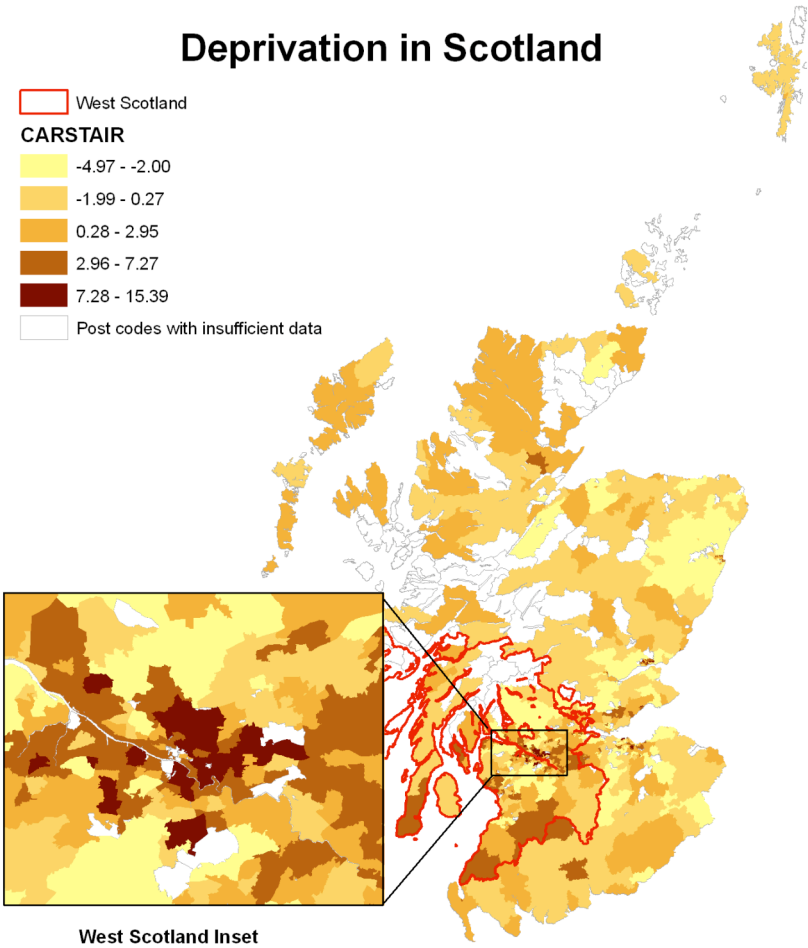 Deprivation in Scotland
West Scotland
CARSTAIR
-4.97 - -2.00
-1.99 - 0.27
0.28 - 2.95
2.96 - 7.27
7.28 - 15.39
Post codes with insufficient data
West Scotland Inset